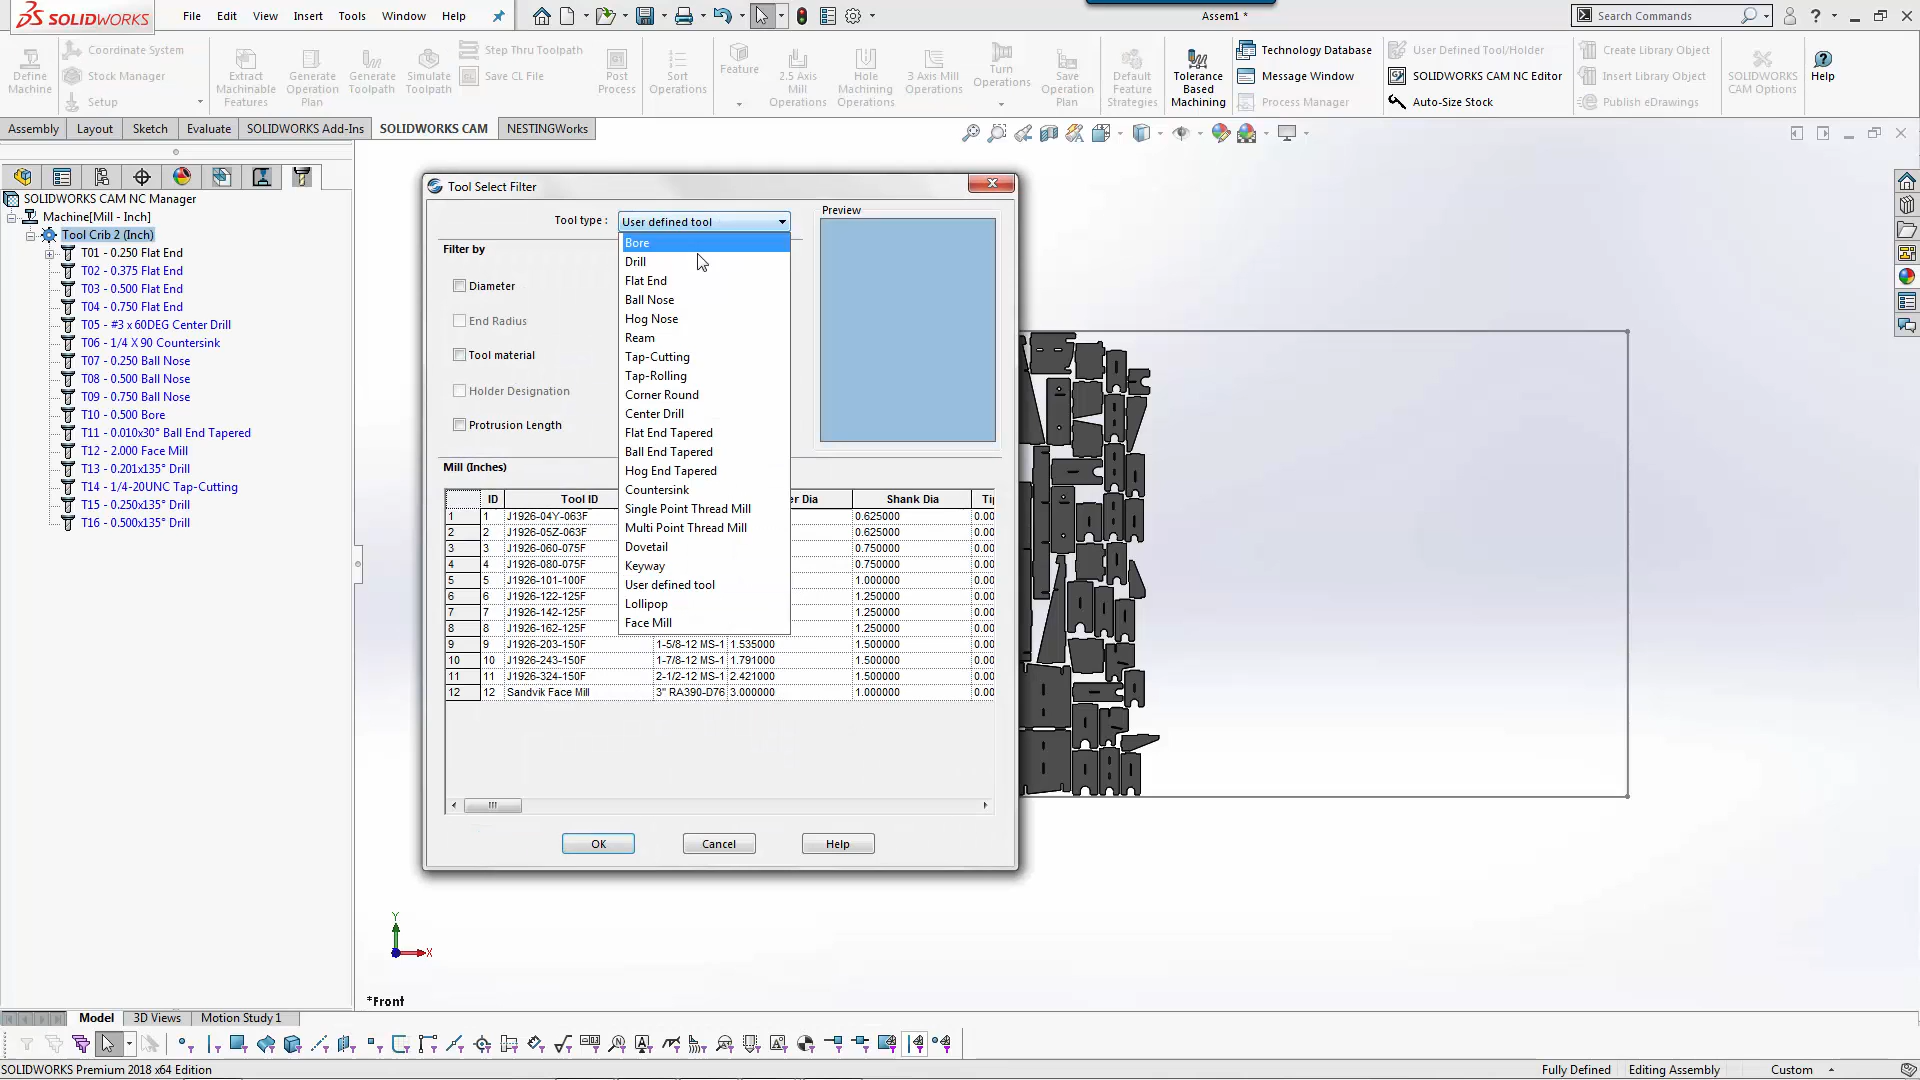 SOLIDWORKS File Edit View Insert Tools Window Help Assem1 * Search Commands
Define Machine
Coordinate System
Stock Manager
Setup
Extract Machinable Features
Generate Operation Plan
Generate Toolpath
Simulate Toolpath
Step Thru Toolpath
Save CL File
Post Process
Sort Operations
Feature
2.5 Axis Mill Operations
Hole Machining Operations
3 Axis Mill Operations
Turn Operations
Save Operation Plan
Default Feature Strategies
Tolerance Based Machining
Technology Database
Message Window
Process Manager
User Defined Tool/Holder
SOLIDWORKS CAM NC Editor
Auto-Size Stock
Create Library Object
Insert Library Object
Publish eDrawings
SOLIDWORKS CAM Options
Help
Assembly Layout Sketch Evaluate SOLIDWORKS Add-Ins SOLIDWORKS CAM NESTINGWorks
SOLIDWORKS CAM NC Manager
Machine[Mill - Inch]
Tool Crib 2 (Inch)
T01 - 0.250 Flat End
T02 - 0.375 Flat End
T03 - 0.500 Flat End
T04 - 0.750 Flat End
T05 - #3 x 60DEG Center Drill
T06 - 1/4 X 90 Countersink
T07 - 0.250 Ball Nose
T08 - 0.500 Ball Nose
T09 - 0.750 Ball Nose
T10 - 0.500 Bore
T11 - 0.010x30° Ball End Tapered
T12 - 2.000 Face Mill
T13 - 0.201x135° Drill
T14 - 1/4-20UNC Tap-Cutting
T15 - 0.250x135° Drill
T16 - 0.500x135° Drill
Tool Select Filter
Tool type : User defined tool
Preview
Filter by
Diameter
End Radius
Tool material
Holder Designation
Protrusion Length
Bore
Drill
Flat End
Ball Nose
Hog Nose
Ream
Tap-Cutting
Tap-Rolling
Corner Round
Center Drill
Flat End Tapered
Ball End Tapered
Hog End Tapered
Countersink
Single Point Thread Mill
Multi Point Thread Mill
Dovetail
Keyway
User defined tool
Lollipop
Face Mill
Mill (Inches)
ID Tool ID r Dia Shank Dia Tip
1 1 J1926-04Y-063F 0.625000 0.00
2 2 J1926-05Z-063F 0.625000 0.00
3 3 J1926-060-075F 0.750000 0.00
4 4 J1926-080-075F 0.750000 0.00
5 5 J1926-101-100F 1.000000 0.00
6 6 J1926-122-125F 1.250000 0.00
7 7 J1926-142-125F 1.250000 0.00
8 8 J1926-162-125F 1.250000 0.00
9 9 J1926-203-150F 1-5/8-12 MS-1 1.535000 1.500000 0.00
10 10 J1926-243-150F 1-7/8-12 MS-1 1.791000 1.500000 0.00
11 11 J1926-324-150F 2-1/2-12 MS-1 2.421000 1.500000 0.00
12 12 Sandvik Face Mill 3" RA390-D76 3.000000 1.000000 0.00
OK Cancel Help
Y
X
*Front
Model 3D Views Motion Study 1
SOLIDWORKS Premium 2018 x64 Edition Fully Defined Editing Assembly Custom